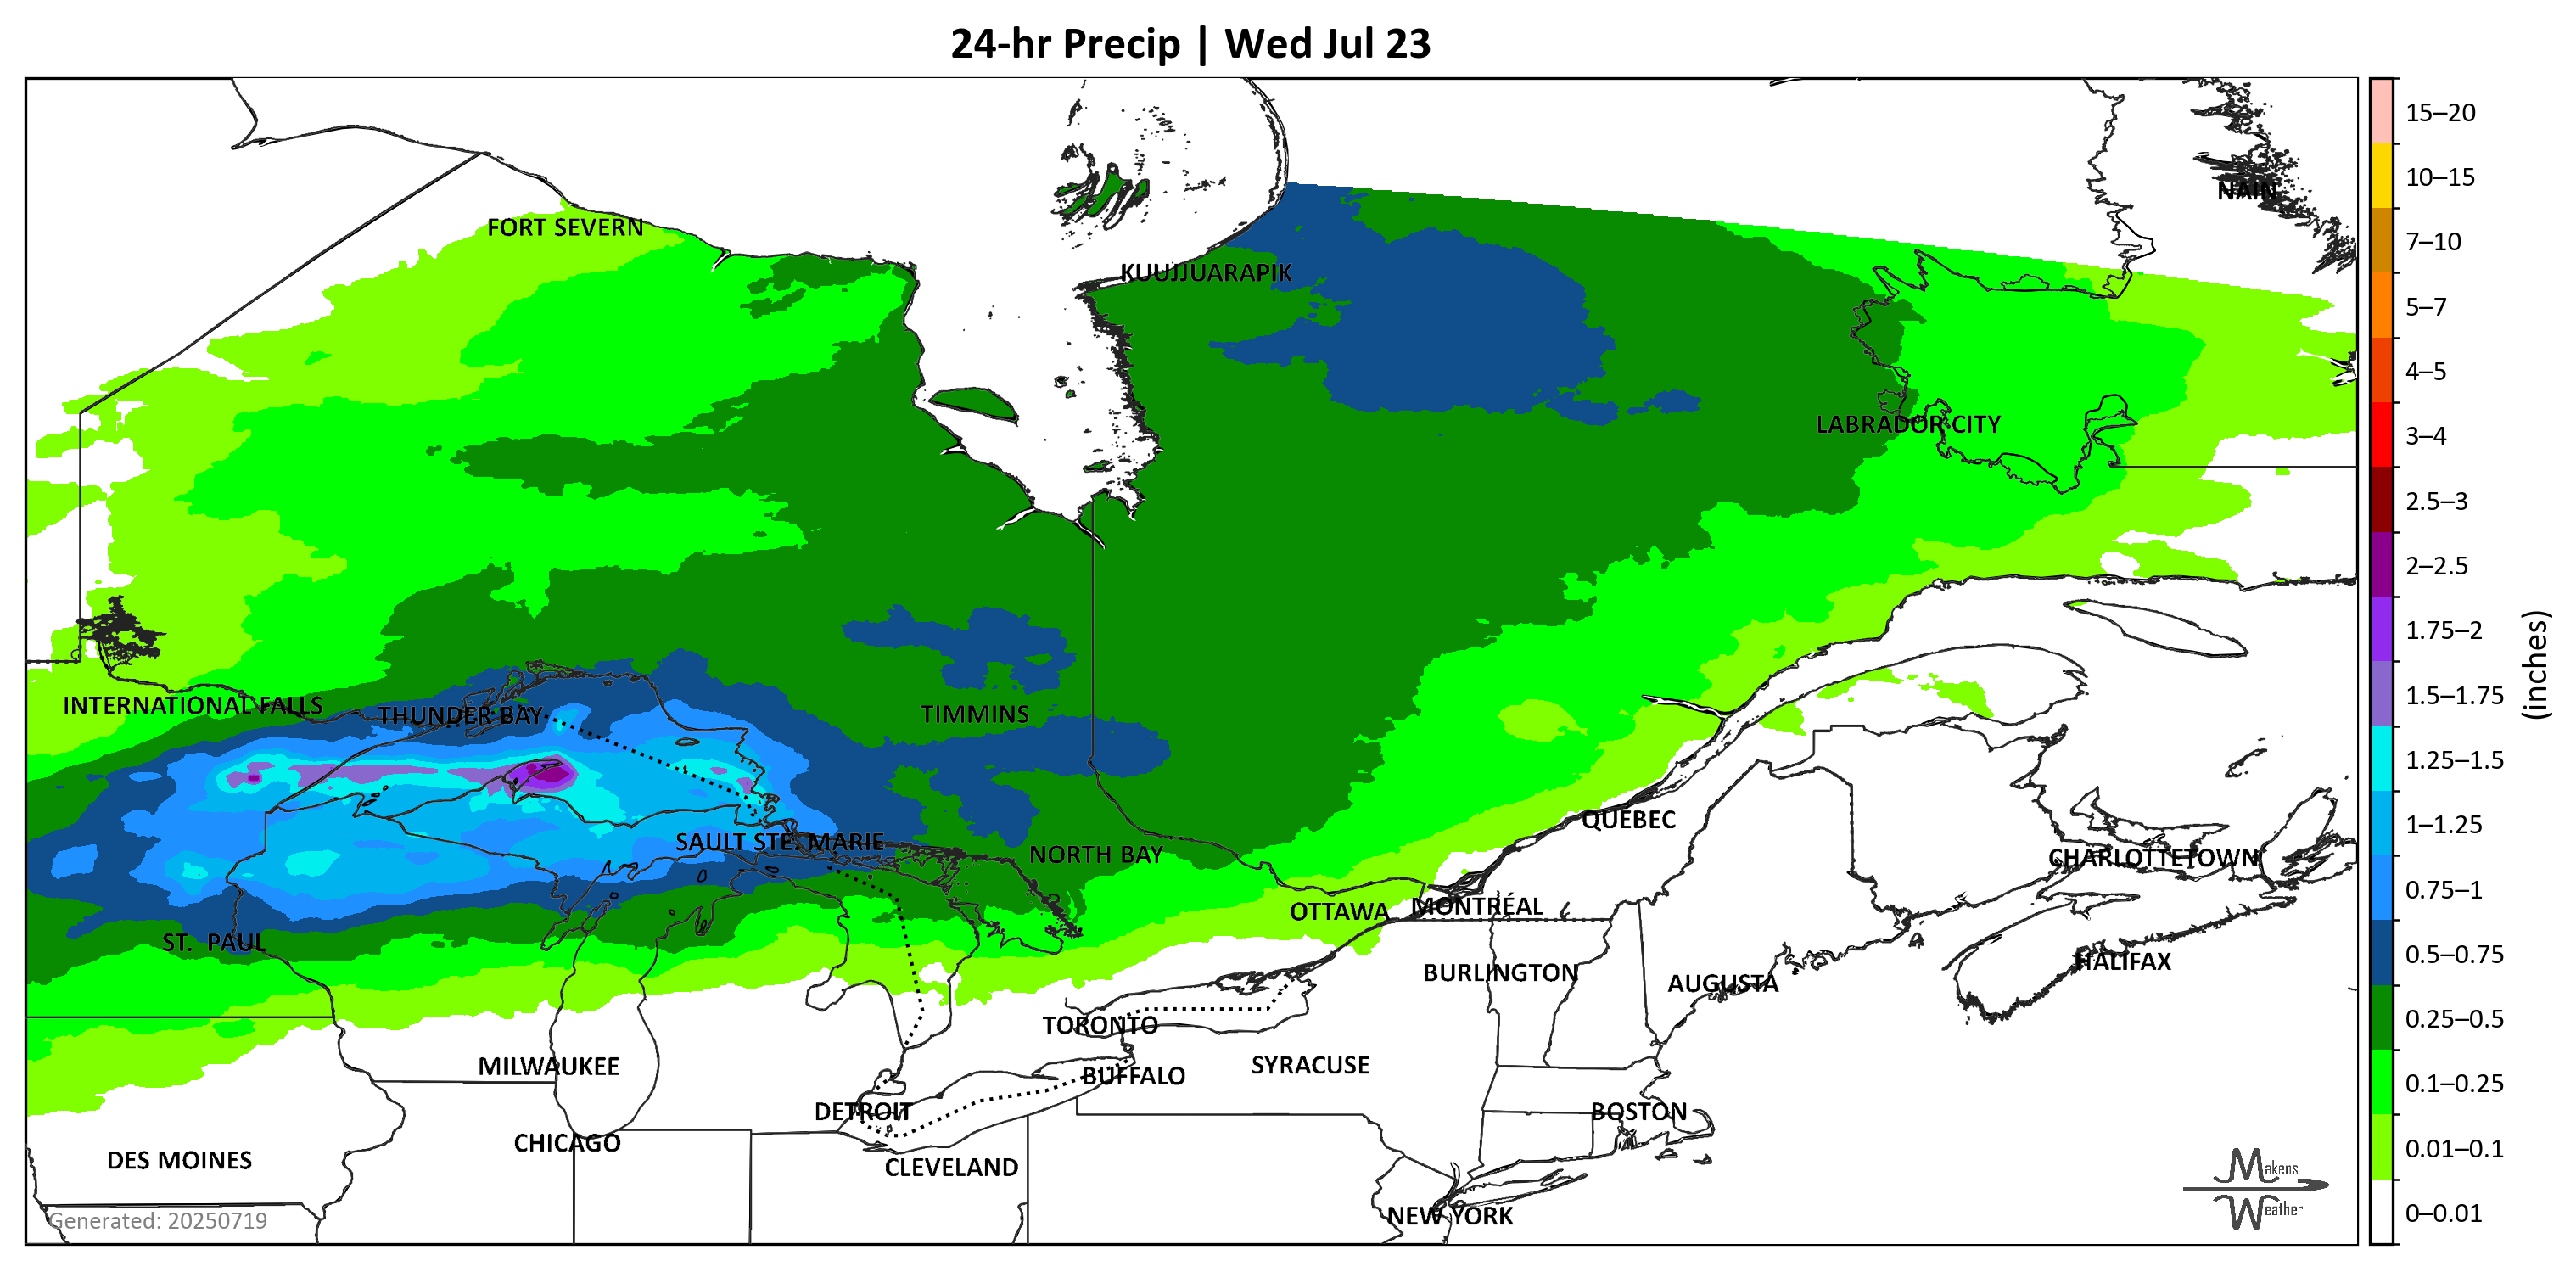 24-hr Precip | Wed Jul 23
15–20
10–15
7–10
5–7
4–5
3–4
2.5–3
2–2.5
1.75–2
1.5–1.75
1.25–1.5
1–1.25
0.75–1
0.5–0.75
0.25–0.5
0.1–0.25
0.01–0.1
0–0.01
(inches)
NAIN
FORT SEVERN
KUUJJUARAPIK
LABRADOR CITY
INTERNATIONAL FALLS
THUNDER BAY
TIMMINS
SAULT STE. MARIE
NORTH BAY
QUÉBEC
CHARLOTTETOWN
OTTAWA
MONTRÉAL
ST. PAUL
HALIFAX
BURLINGTON
AUGUSTA
TORONTO
MILWAUKEE
SYRACUSE
BUFFALO
DETROIT
BOSTON
CHICAGO
DES MOINES
CLEVELAND
NEW YORK
Generated: 20250719
Makens
Weather